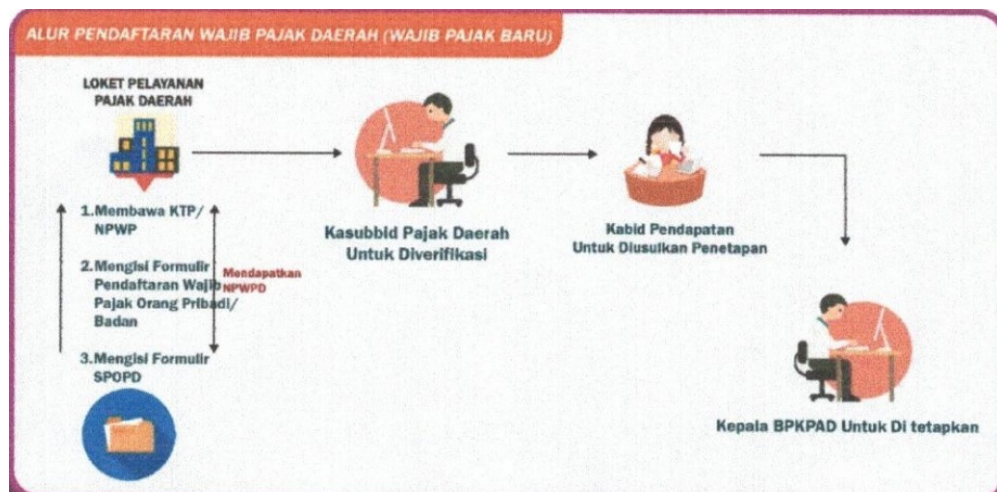 ALUR PENDAFTARAN WAJIB PAJAK DAERAH (WAJIB PAJAK BARU)
LOKET PELAYANAN
PAJAK DAERAH
1.Membawa KTP/
NPWP
2.Mengisi Formulir
Pendaftaran Wajib
Pajak Orang Pribadi/
Badan
3.Mengisi Formulir
SPOPD
Mendapatkan
NPWPD
Kasubbid Pajak Daerah
Untuk Diverifikasi
Kabid Pendapatan
Untuk Diusulkan Penetapan
Kepala BPKPAD Untuk Di tetapkan